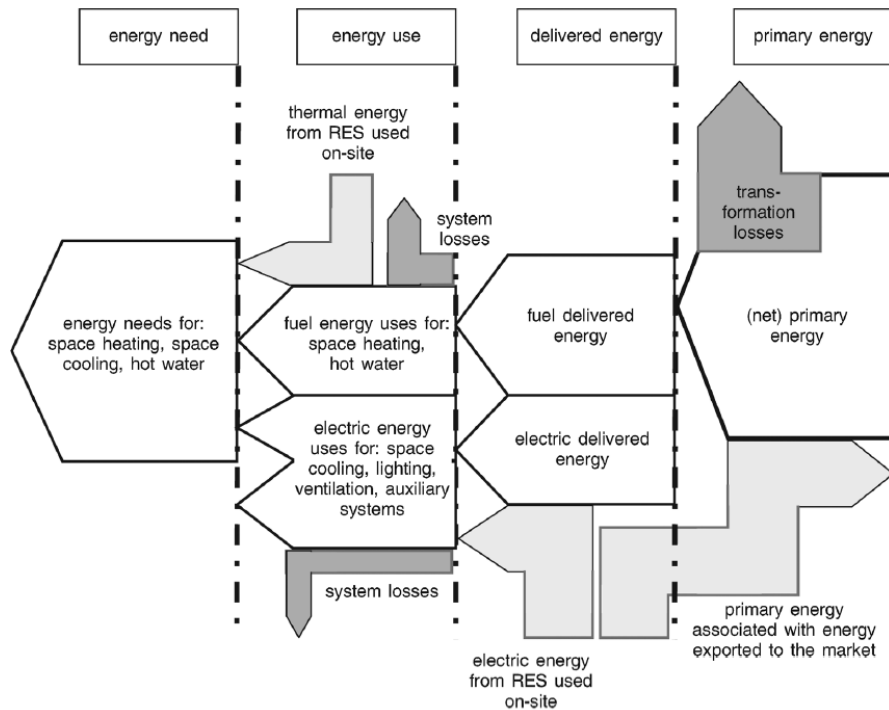 energy need
energy use
delivered energy
primary energy
thermal energy
from RES used
on-site
system
losses
trans-
formation
losses
energy needs for:
space heating, space
cooling, hot water
fuel energy uses for:
space heating,
hot water
fuel delivered
energy
(net) primary
energy
electric energy
uses for: space
cooling, lighting,
ventilation, auxiliary
systems
electric delivered
energy
system losses
electric energy
from RES used
on-site
primary energy
associated with energy
exported to the market